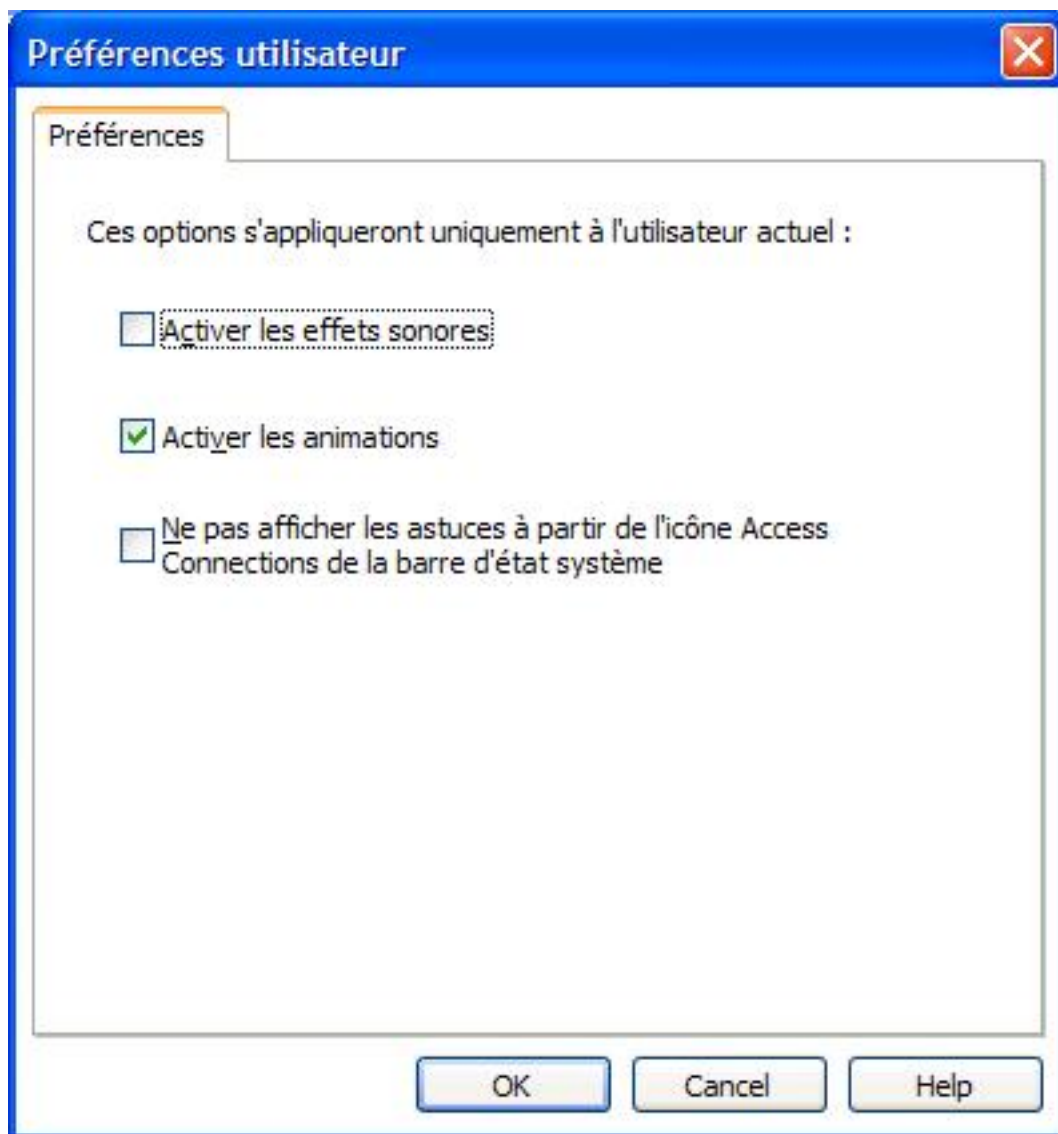 Préférences utilisateur
Préférences
Ces options s'appliqueront uniquement à l'utilisateur actuel :
Activer les effets sonores
Activer les animations
Ne pas afficher les astuces à partir de l'icône Access
Connections de la barre d'état système
OK
Cancel
Help